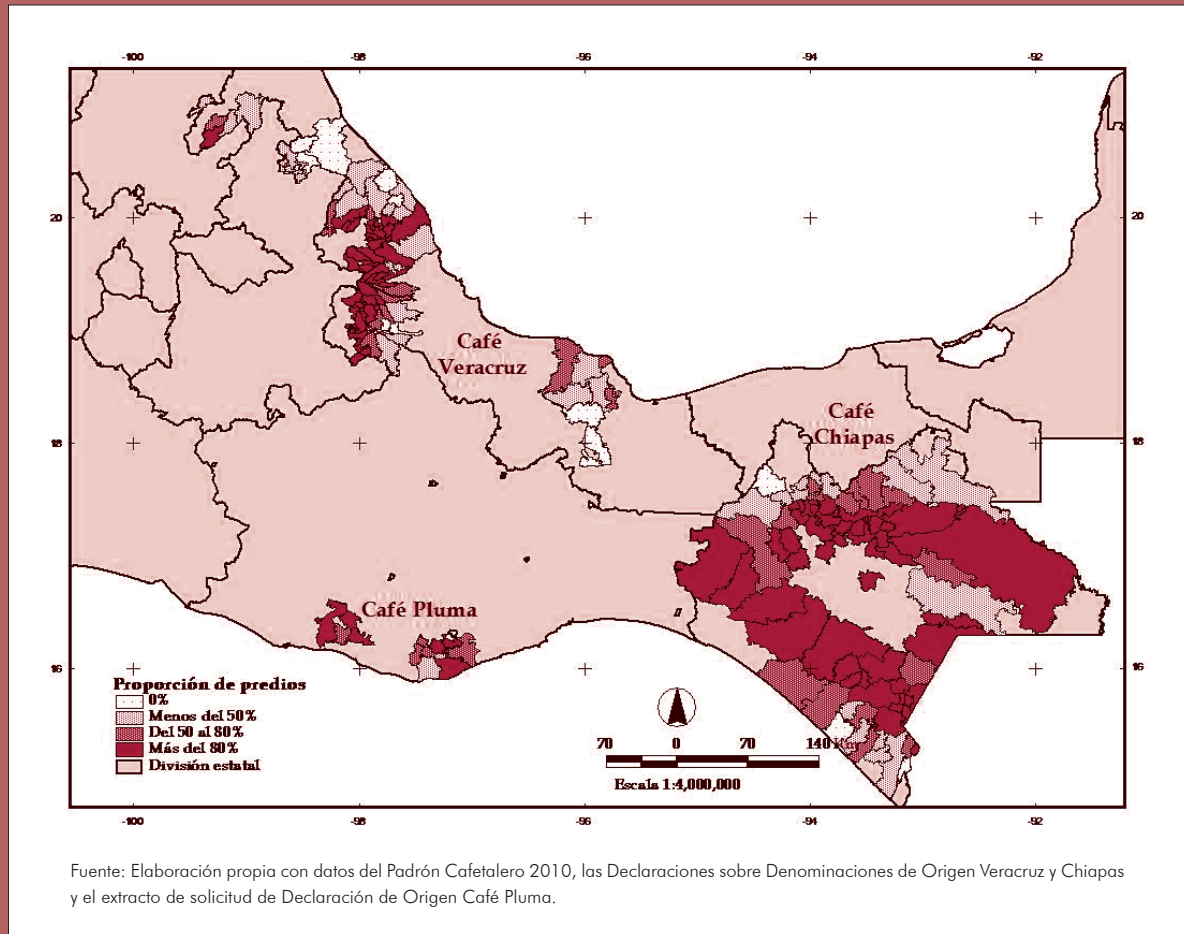 -100 -98 -96 -94 -92
20 20
Café
Veracruz
Café
Chiapas
18 18
Café Pluma
16 16
Proporción de predios
0%
Menos del 50%
Del 50 al 80%
Más del 80%
División estatal
70 0 70 140 Km
Escala 1:4,000,000
-100 -98 -96 -94 -92
Fuente: Elaboración propia con datos del Padrón Cafetalero 2010, las Declaraciones sobre Denominaciones de Origen Veracruz y Chiapas
y el extracto de solicitud de Declaración de Origen Café Pluma.